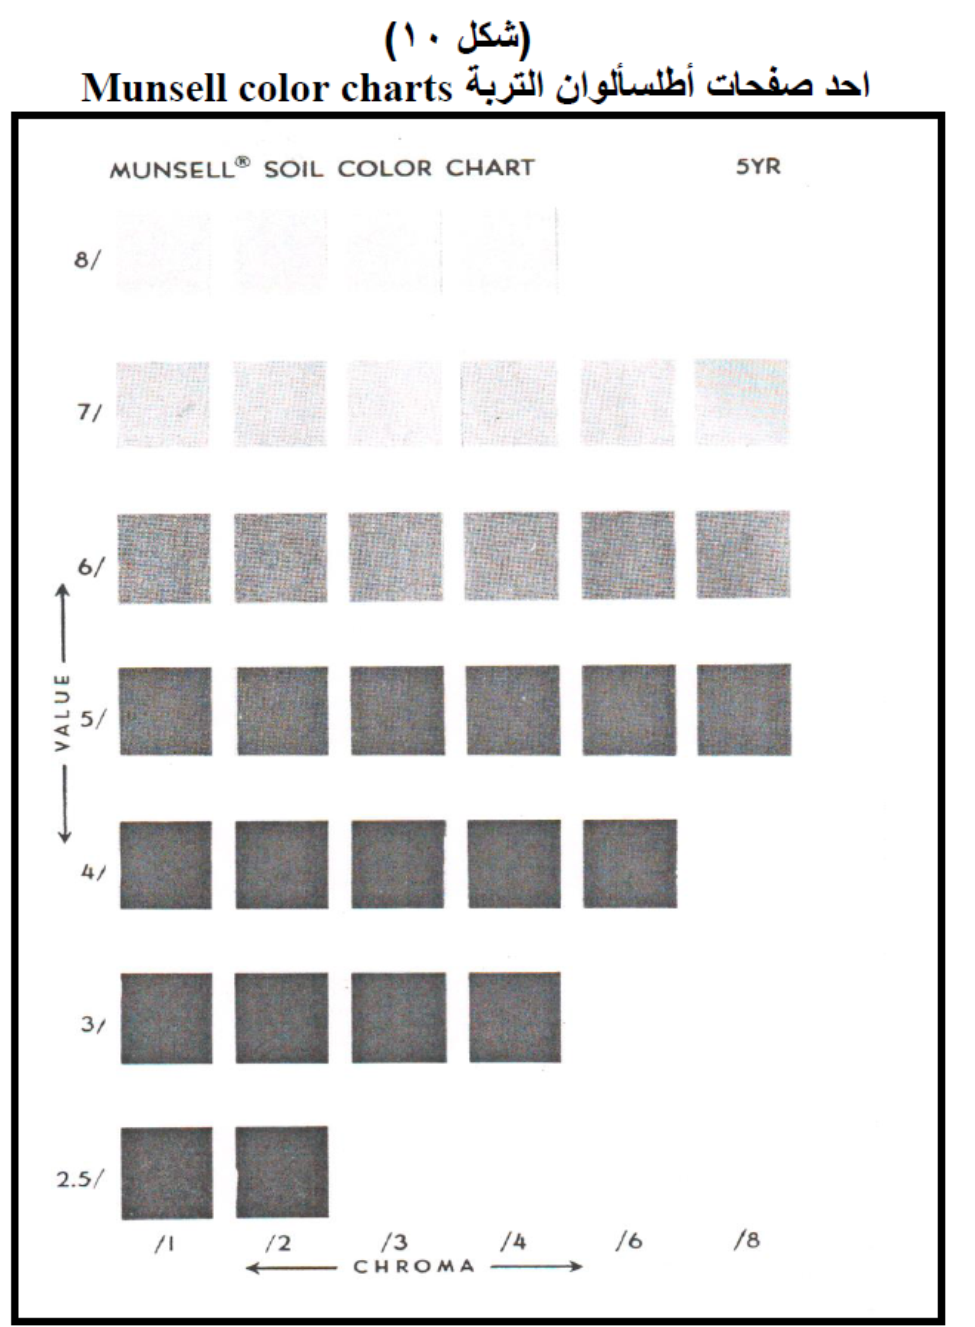 (شكل ١٠)
احد صفحات أطلسألوان التربة Munsell color charts
MUNSELL® SOIL COLOR CHART 5YR
8/
7/
6/
5/
4/
3/
2.5/
VALUE
/1 /2 /3 /4 /6 /8
CHROMA